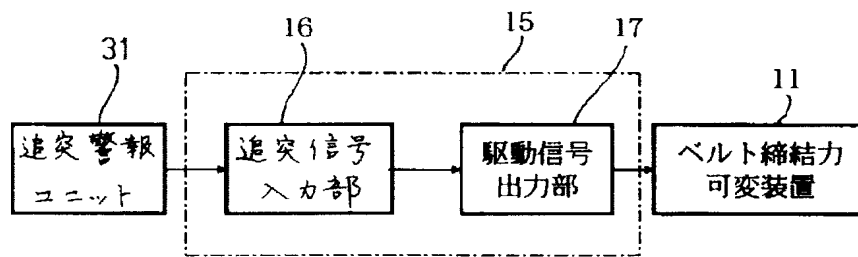 31
16
15
17
11
追突警報
ユニット
追突信号
入力部
駆動信号
出力部
ベルト締結力
可変装置